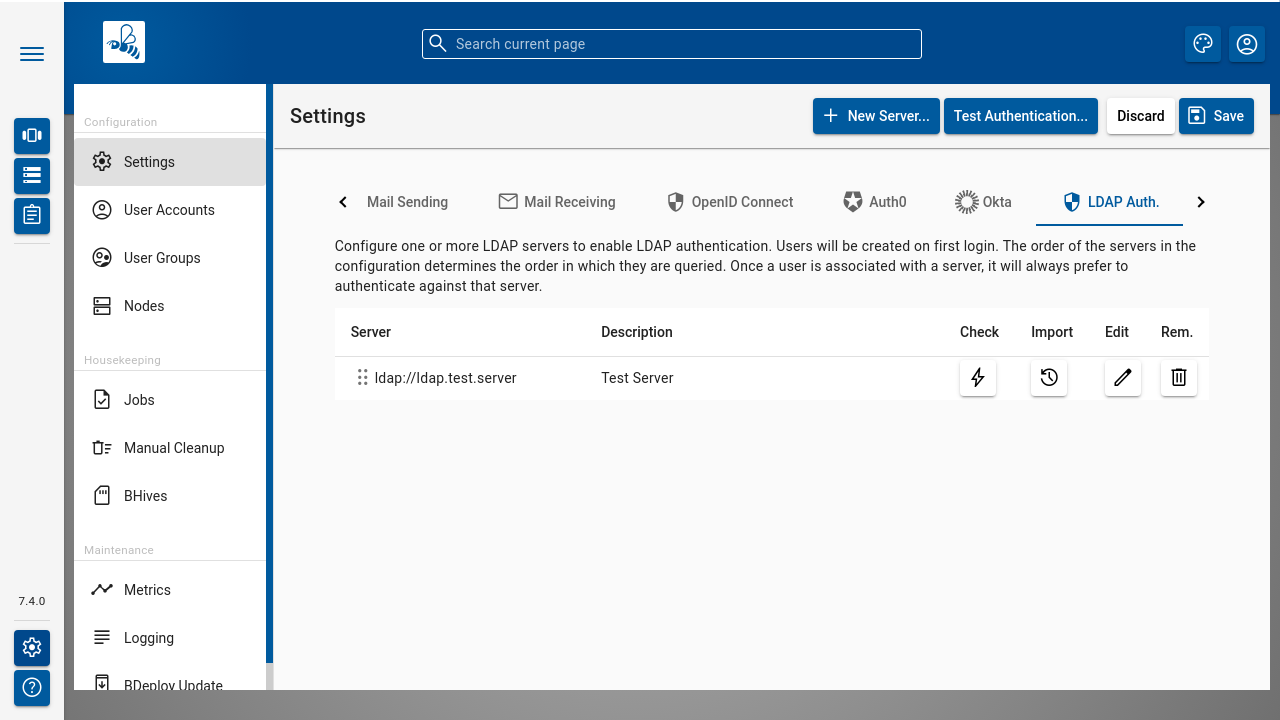 Search current page
Configuration
Settings
User Accounts
User Groups
Nodes
Housekeeping
Jobs
Manual Cleanup
BHives
Maintenance
Metrics
Logging
BDeploy Update
7.4.0
Settings
New Server...
Test Authentication...
Discard
Save
Mail Sending
Mail Receiving
OpenID Connect
Auth0
Okta
LDAP Auth.
Configure one or more LDAP servers to enable LDAP authentication. Users will be created on first login. The order of the servers in the
configuration determines the order in which they are queried. Once a user is associated with a server, it will always prefer to
authenticate against that server.
Server Description Check Import Edit Rem.
ldap://ldap.test.server Test Server